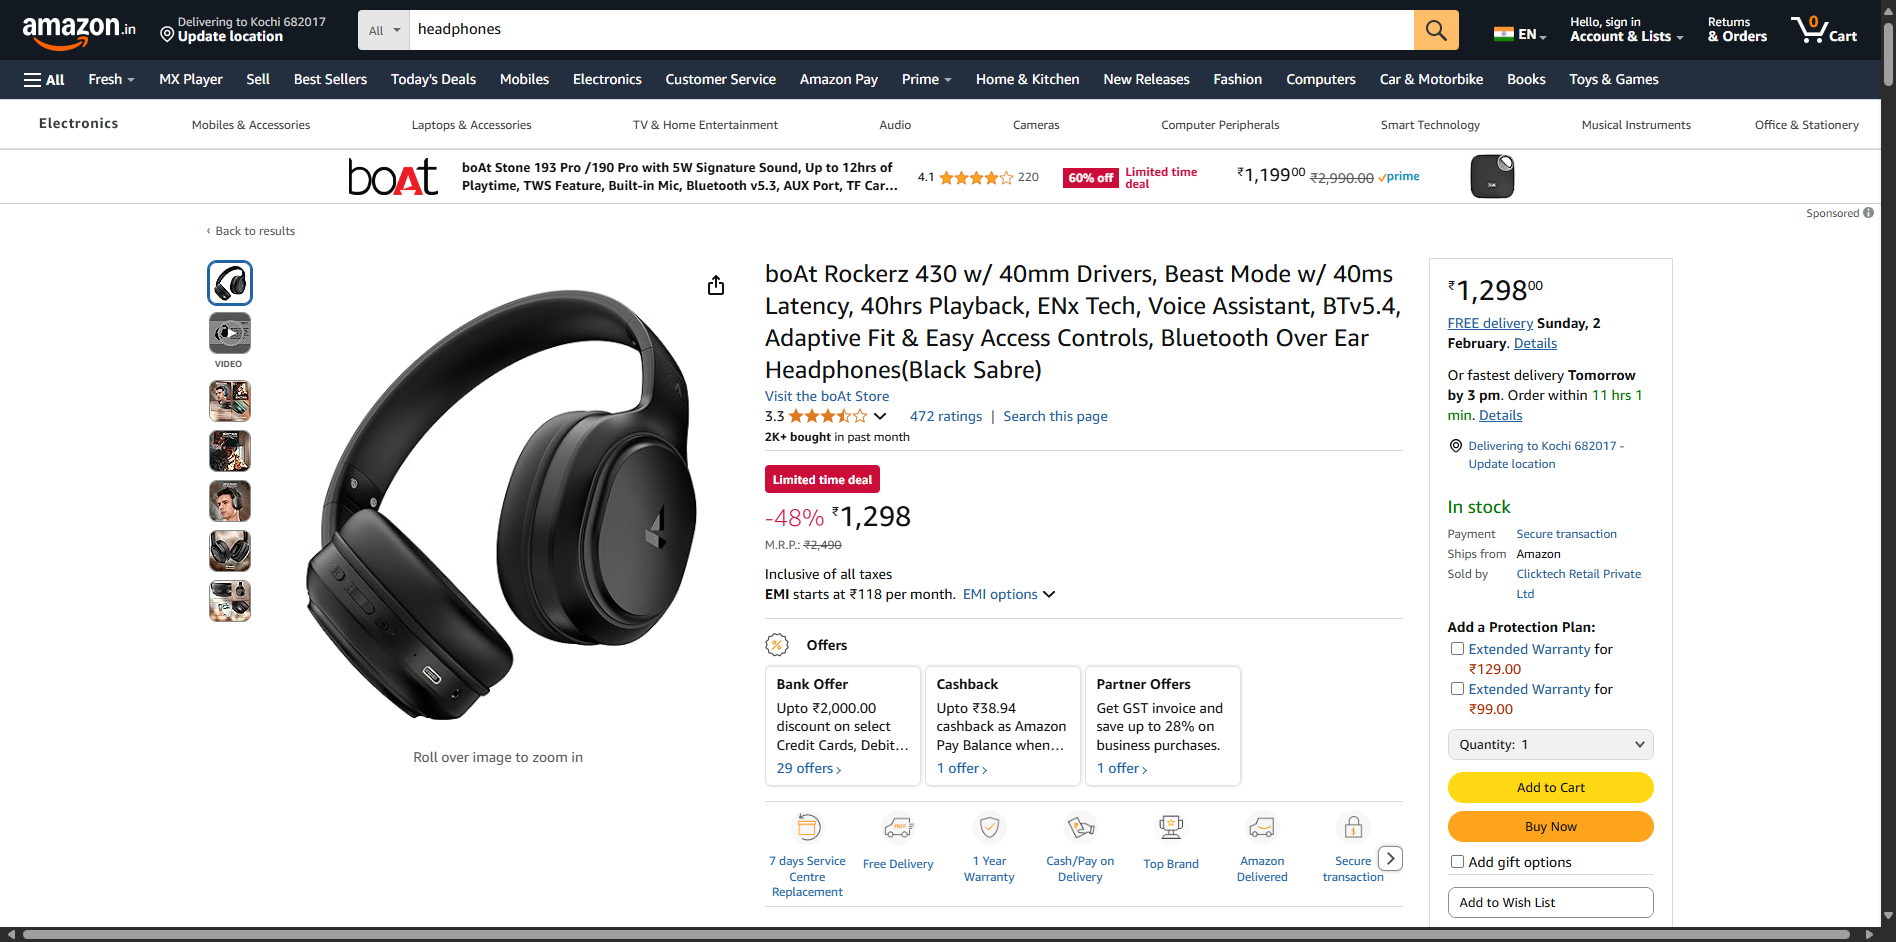 amazon.in
Delivering to Kochi 682017
Update location
All
headphones
EN
Hello, sign in
Account & Lists
Returns
& Orders
0
Cart
All
Fresh
MX Player
Sell
Best Sellers
Today's Deals
Mobiles
Electronics
Customer Service
Amazon Pay
Prime
Home & Kitchen
New Releases
Fashion
Computers
Car & Motorbike
Books
Toys & Games
Electronics
Mobiles & Accessories
Laptops & Accessories
TV & Home Entertainment
Audio
Cameras
Computer Peripherals
Smart Technology
Musical Instruments
Office & Stationery
boAt
boAt Stone 193 Pro /190 Pro with 5W Signature Sound, Up to 12hrs of
Playtime, TWS Feature, Built-in Mic, Bluetooth v5.3, AUX Port, TF Car...
4.1
220
60% off
Limited time
deal
₹1,19900
₹2,990.00
prime
Sponsored
‹ Back to results
VIDEO
Roll over image to zoom in
boAt Rockerz 430 w/ 40mm Drivers, Beast Mode w/ 40ms
Latency, 40hrs Playback, ENx Tech, Voice Assistant, BTv5.4,
Adaptive Fit & Easy Access Controls, Bluetooth Over Ear
Headphones(Black Sabre)
Visit the boAt Store
3.3
472 ratings | Search this page
2K+ bought in past month
Limited time deal
-48% ₹1,298
M.R.P.: ₹2,490
Inclusive of all taxes
EMI starts at ₹118 per month. EMI options
% Offers
Bank Offer
Upto ₹2,000.00
discount on select
Credit Cards, Debit...
29 offers ›
Cashback
Upto ₹38.94
cashback as Amazon
Pay Balance when...
1 offer ›
Partner Offers
Get GST invoice and
save up to 28% on
business purchases.
1 offer ›
7 days Service
Centre
Replacement
Free Delivery
1 Year
Warranty
Cash/Pay on
Delivery
Top Brand
Amazon
Delivered
Secure
transaction
₹1,29800
FREE delivery Sunday, 2
February. Details
Or fastest delivery Tomorrow
by 3 pm. Order within 11 hrs 1
min. Details
Delivering to Kochi 682017 -
Update location
In stock
Payment Secure transaction
Ships from Amazon
Sold by Clicktech Retail Private
Ltd
Add a Protection Plan:
Extended Warranty for
₹129.00
Extended Warranty for
₹99.00
Quantity: 1
Add to Cart
Buy Now
Add gift options
Add to Wish List